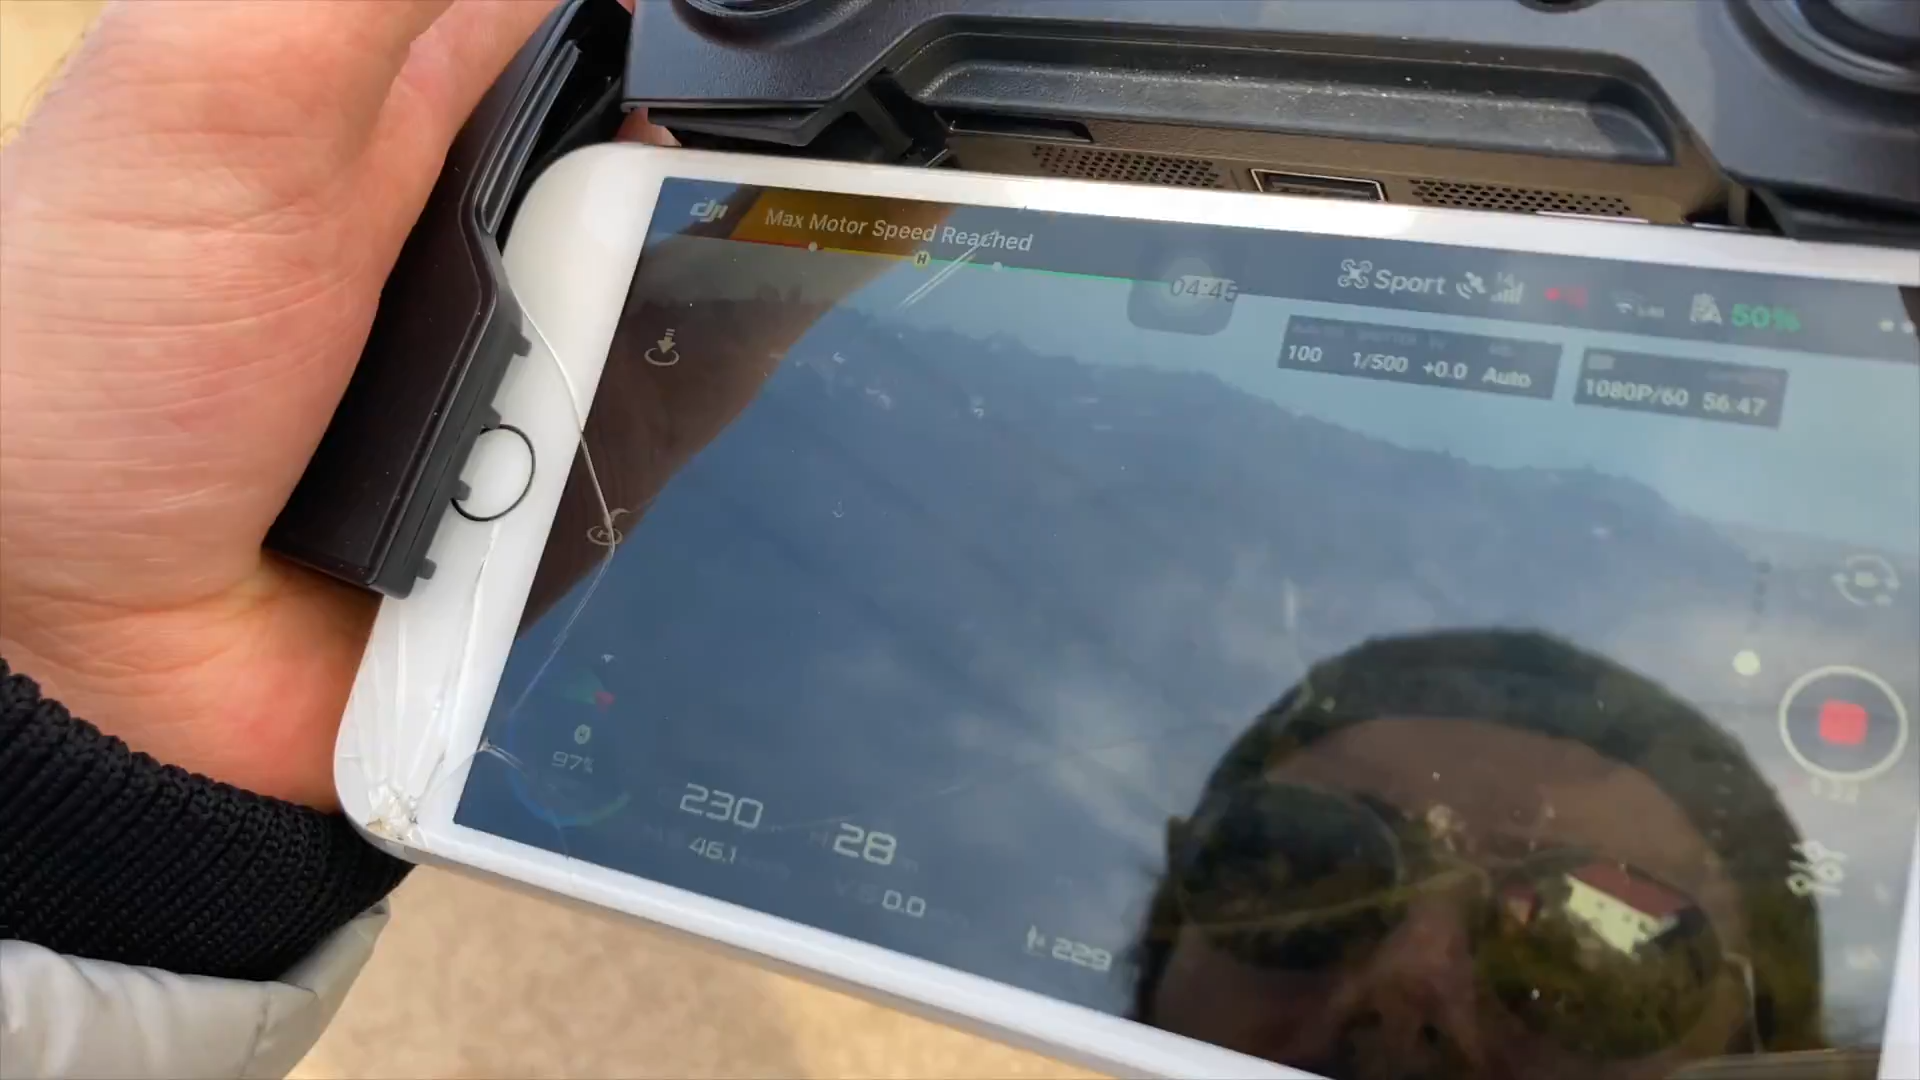 dji
Max Motor Speed Reached
H
04:45
Sport
50%
100 1/500 +0.0 Auto
1080P/60 56:47
H
97%
230
28
46.1
0.0
229